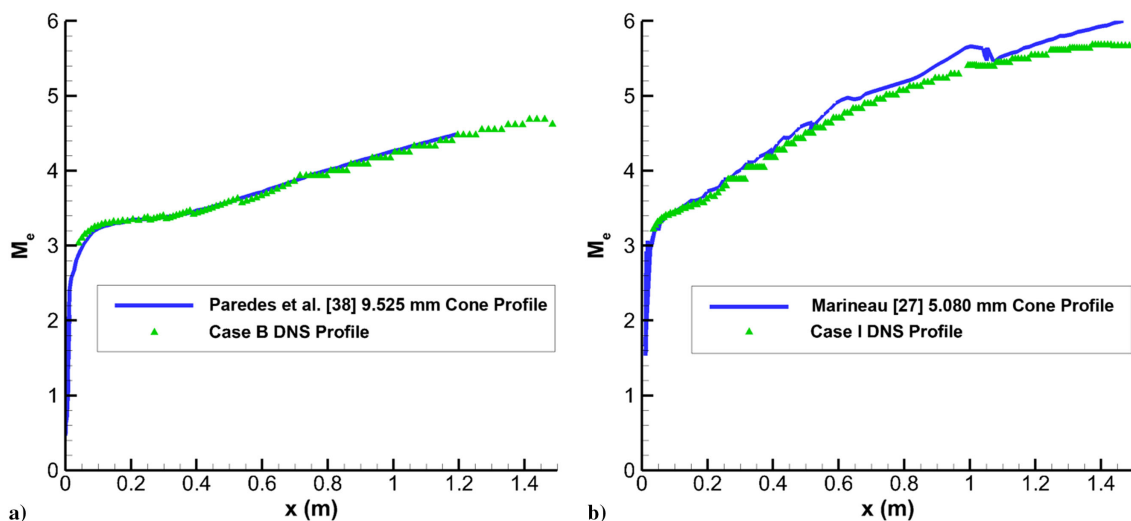 6
5
4
3
2
1
0
M_e
Paredes et al. [38] 9.525 mm Cone Profile
Case B DNS Profile
0 0.2 0.4 0.6 0.8 1 1.2 1.4
x (m)
a)
6
5
4
3
2
1
0
M_e
Marineau [27] 5.080 mm Cone Profile
Case I DNS Profile
0 0.2 0.4 0.6 0.8 1 1.2 1.4
x (m)
b)